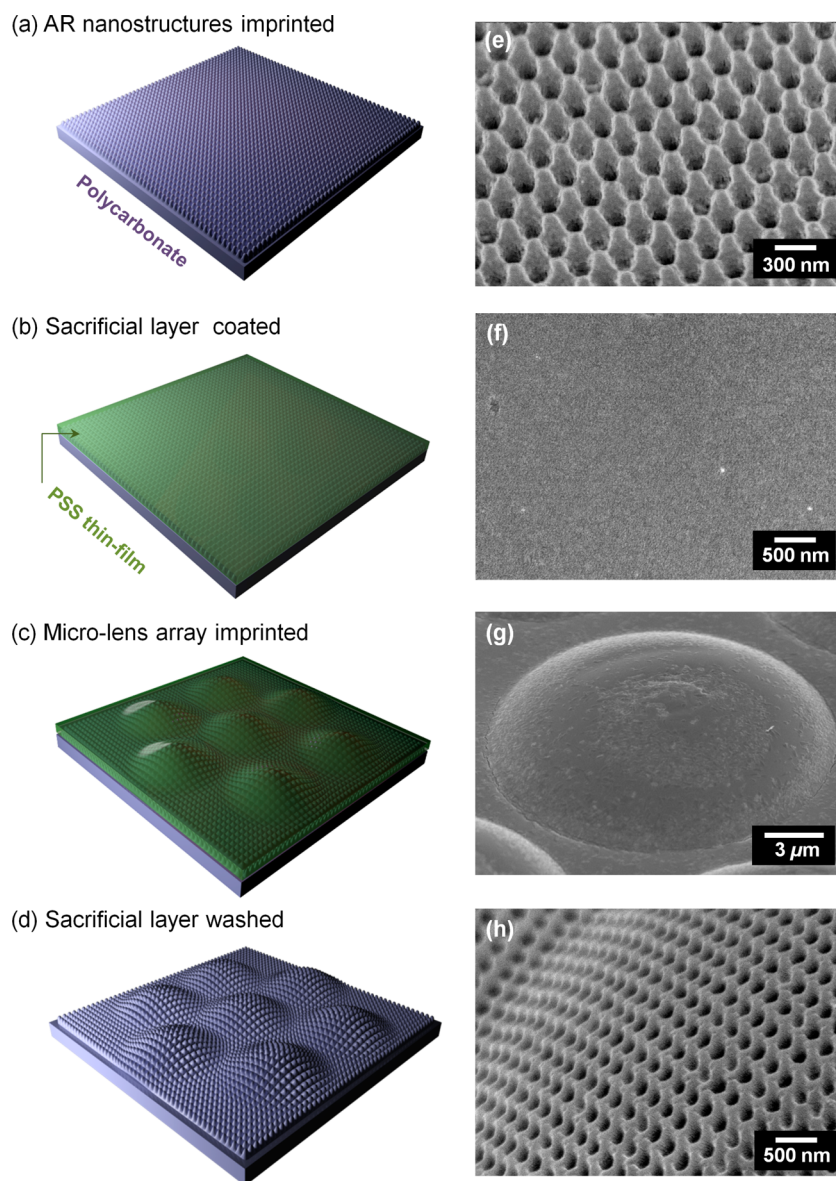 (a) AR nanostructures imprinted
Polycarbonate
(e)
300 nm
(b) Sacrificial layer coated
PSS thin-film
(f)
500 nm
(c) Micro-lens array imprinted
(g)
3 µm
(d) Sacrificial layer washed
(h)
500 nm